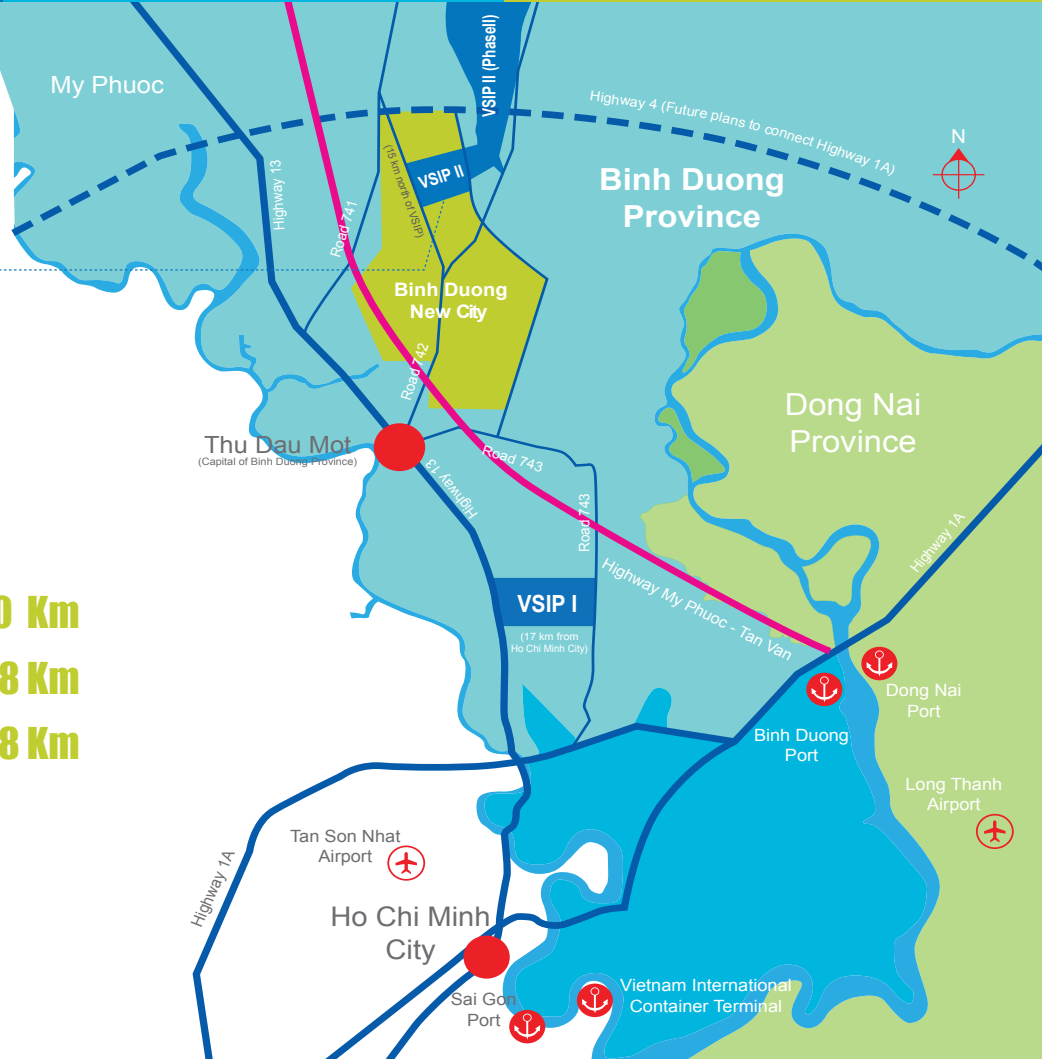 VSIP II (PhaseII)
My Phuoc
Highway 4 (Future plans to connect Highway 1A)
N
Highway 13
(15 km north of VSIP)
VSIP II
Binh Duong
Province
Road 741
Binh Duong
New City
Road 742
Dong Nai
Province
Thu Dau Mot
(Capital of Binh Duong Province)
Highway 13
Road 743
Road 743
Highway 1A
Highway My Phuoc - Tan Van
VSIP I
(17 km from
Ho Chi Minh City)
0 Km
8 Km
8 Km
Dong Nai
Port
Binh Duong
Port
Long Thanh
Airport
Tan Son Nhat
Airport
Highway 1A
Ho Chi Minh
City
Sai Gon
Port
Vietnam International
Container Terminal